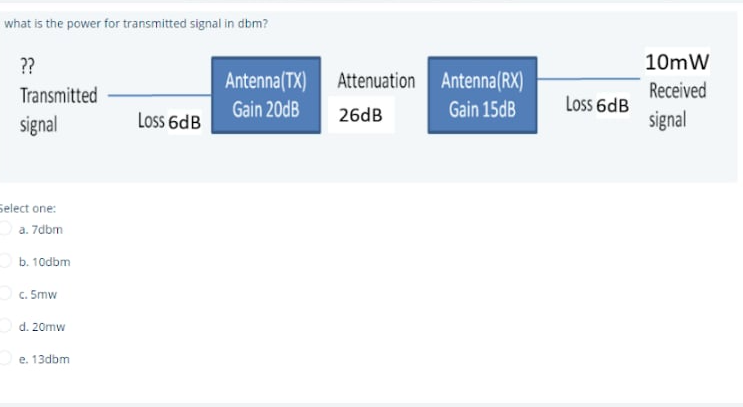 what is the power for transmitted signal in dbm?
??
Transmitted
signal
Loss 6dB
Antenna(TX)
Gain 20dB
Attenuation
26dB
Antenna(RX)
Gain 15dB
Loss 6dB
10mW
Received
signal
Select one:
a. 7dbm
b. 10dbm
c. 5mw
d. 20mw
e. 13dbm